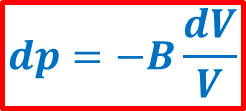 dp = −B dV/V